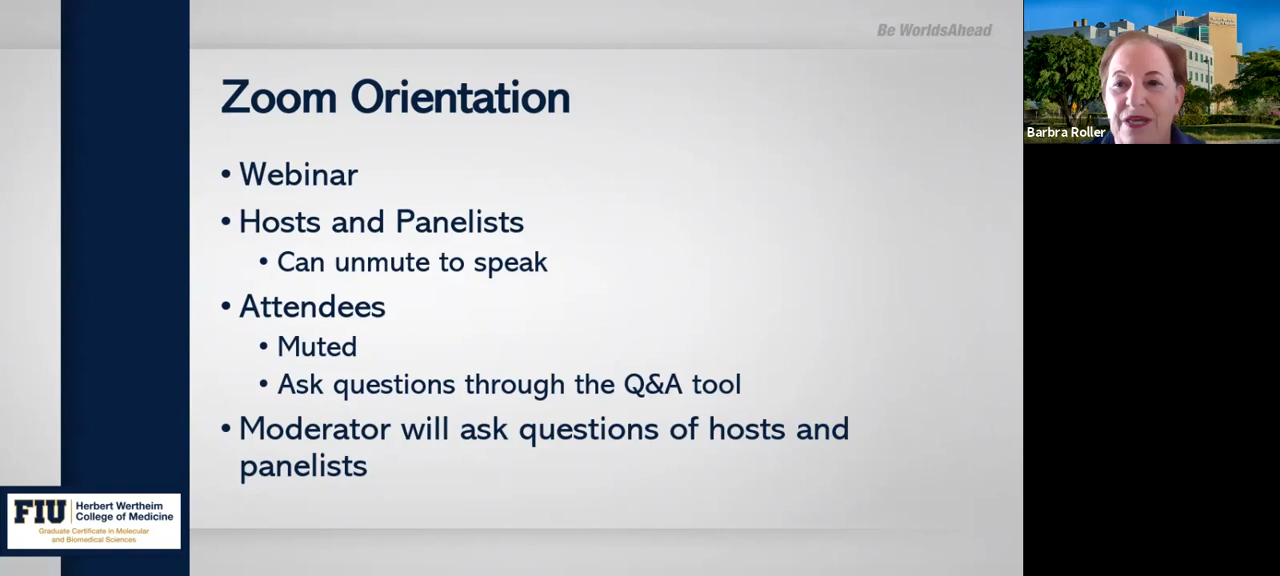 Be WorldsAhead
Zoom Orientation
• Webinar
• Hosts and Panelists
• Can unmute to speak
• Attendees
• Muted
• Ask questions through the Q&A tool
• Moderator will ask questions of hosts and
panelists
FIU
Herbert Wertheim
College of Medicine
Graduate Certificate in Molecular
and Biomedical Sciences
Barbra Roller